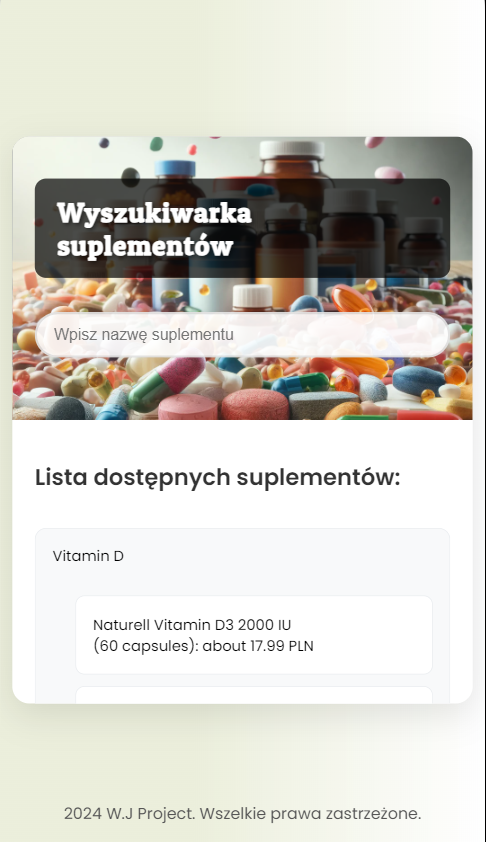 Wyszukiwarka
suplementów
Wpisz nazwę suplementu
Lista dostępnych suplementów:
Vitamin D
Naturell Vitamin D3 2000 IU
(60 capsules): about 17.99 PLN
2024 W.J Project. Wszelkie prawa zastrzeżone.